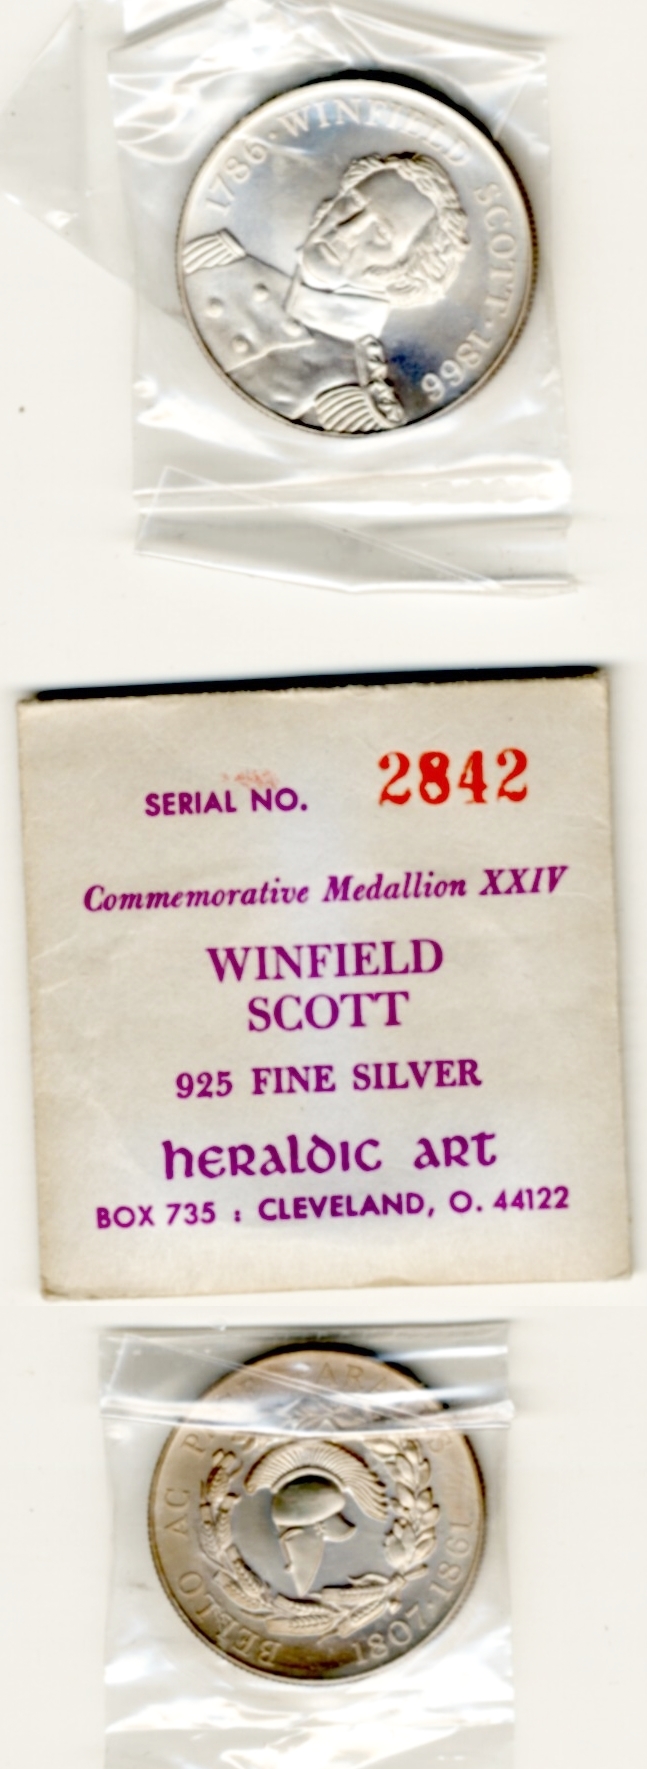 1786 · WINFIELD SCOTT · 1866
SERIAL NO. 2842
Commemorative Medallion XXIV
WINFIELD
SCOTT
925 FINE SILVER
heraldic art
BOX 735 : CLEVELAND, O. 44122
BELLO AC
1807 · 1861